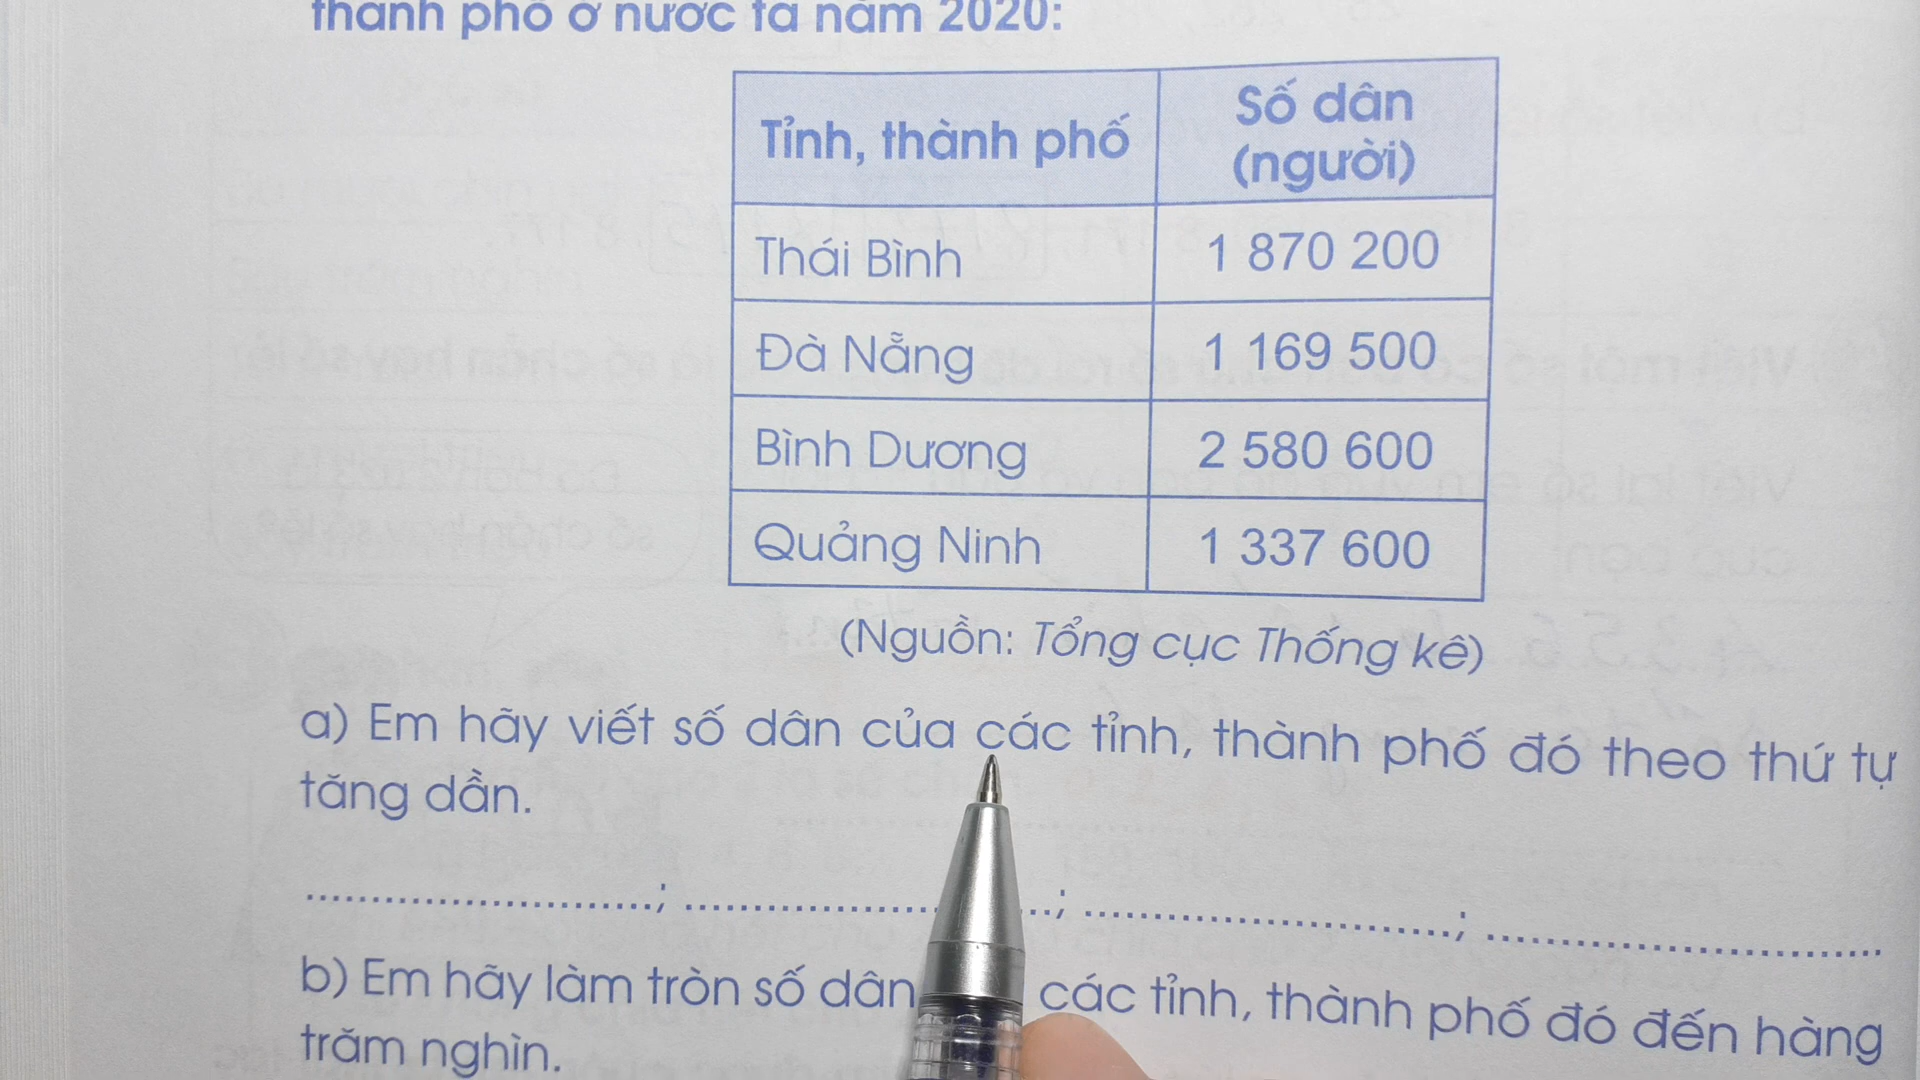 thành phố ở nước ta năm 2020:
Tỉnh, thành phố
Số dân
(người)
Thái Bình
1 870 200
Đà Nẵng
1 169 500
Bình Dương
2 580 600
Quảng Ninh
1 337 600
(Nguồn: Tổng cục Thống kê)
a) Em hãy viết số dân của các tỉnh, thành phố đó theo thứ tự
tăng dần.
..........................; ..........................; ..........................; ..........................
b) Em hãy làm tròn số dân các tỉnh, thành phố đó đến hàng
trăm nghìn.